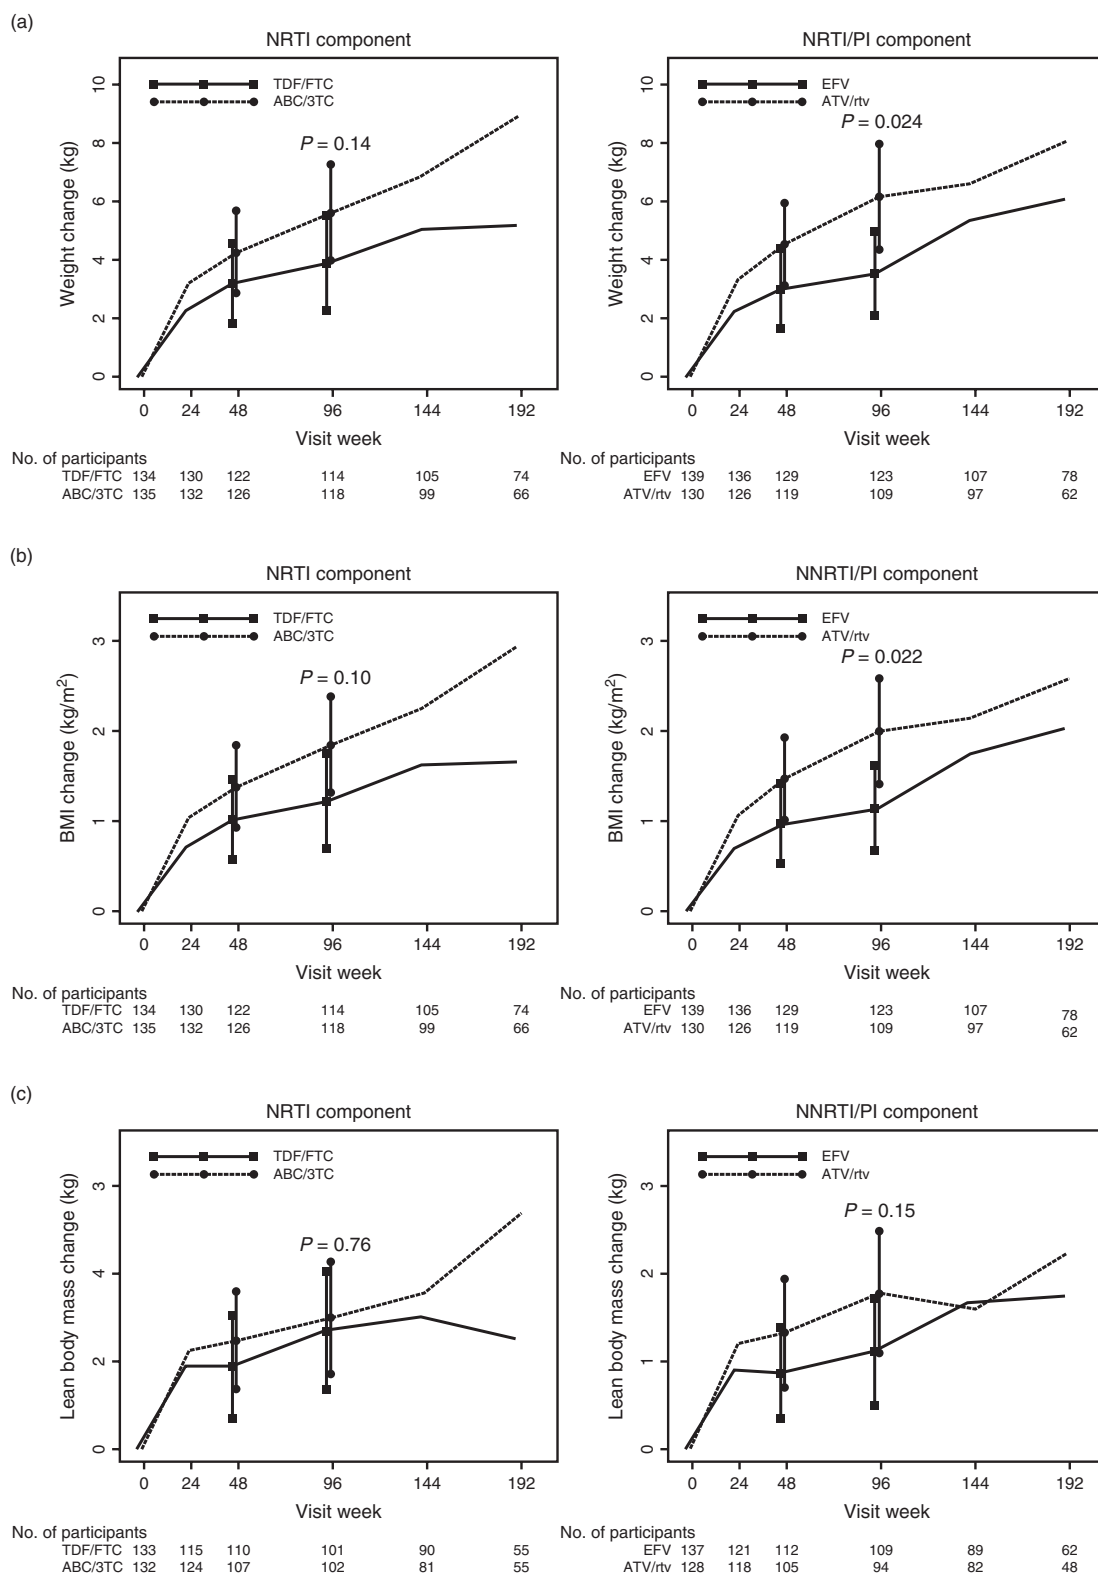 (a)
NRTI component
TDF/FTC
ABC/3TC
P = 0.14
Weight change (kg)
10
8
6
4
2
0
0 24 48 96 144 192
Visit week
No. of participants
TDF/FTC 134 130 122 114 105 74
ABC/3TC 135 132 126 118 99 66
NRTI/PI component
EFV
ATV/rtv
P = 0.024
Weight change (kg)
10
8
6
4
2
0
0 24 48 96 144 192
Visit week
No. of participants
EFV 139 136 129 123 107 78
ATV/rtv 130 126 119 109 97 62
(b)
NRTI component
TDF/FTC
ABC/3TC
P = 0.10
BMI change (kg/m²)
3
2
1
0
0 24 48 96 144 192
Visit week
No. of participants
TDF/FTC 134 130 122 114 105 74
ABC/3TC 135 132 126 118 99 66
NNRTI/PI component
EFV
ATV/rtv
P = 0.022
BMI change (kg/m²)
3
2
1
0
0 24 48 96 144 192
Visit week
No. of participants
EFV 139 136 129 123 107 78
ATV/rtv 130 126 119 109 97 62
(c)
NRTI component
TDF/FTC
ABC/3TC
P = 0.76
Lean body mass change (kg)
3
4
2
0
0 24 48 96 144 192
Visit week
No. of participants
TDF/FTC 133 115 110 101 90 55
ABC/3TC 132 124 107 102 81 55
NNRTI/PI component
EFV
ATV/rtv
P = 0.15
Lean body mass change (kg)
3
2
1
0
0 24 48 96 144 192
Visit week
No. of participants
EFV 137 121 112 109 89 62
ATV/rtv 128 118 105 94 82 48